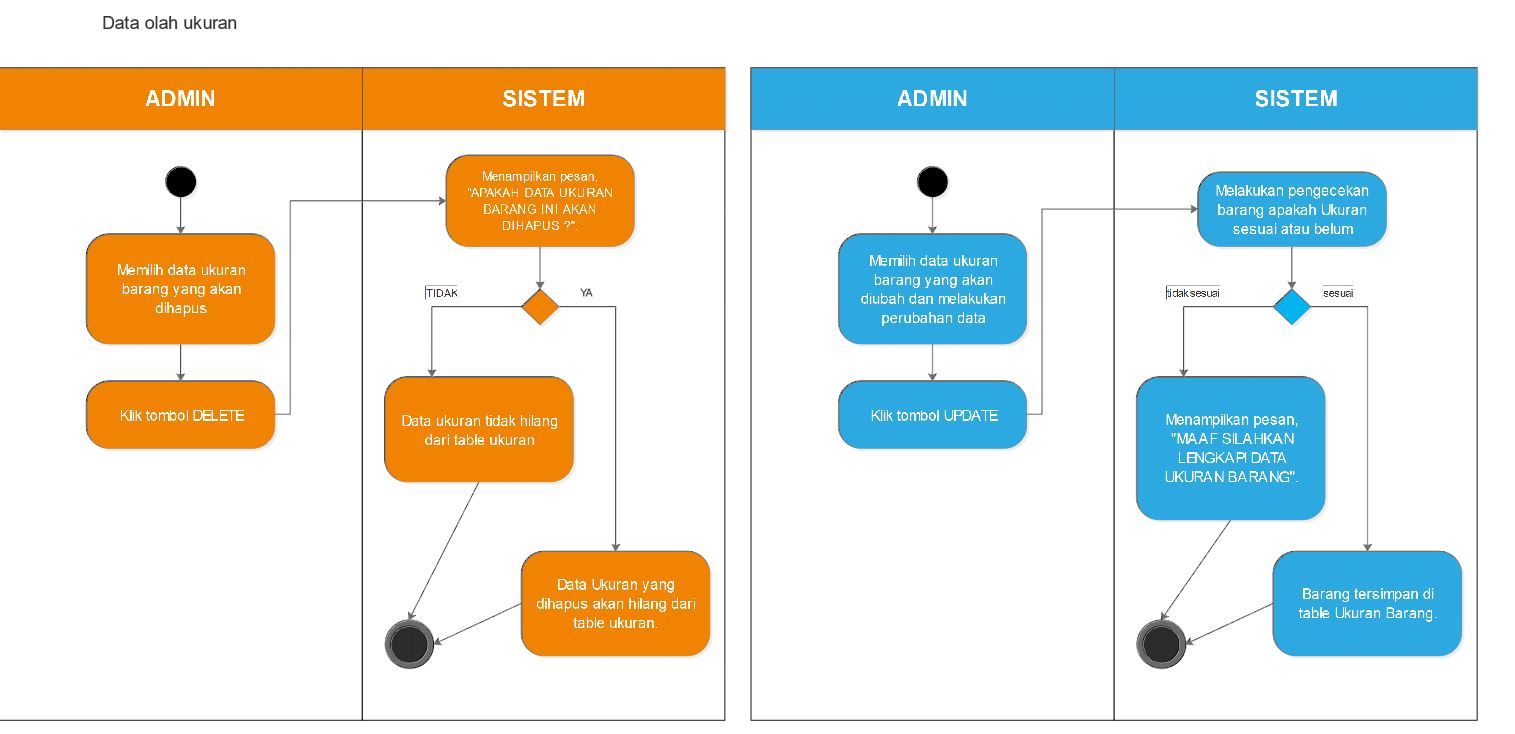 Data olah ukuran
ADMIN
SISTEM
Menampilkan pesan,
"APAKAH DATA UKURAN
BARANG INI AKAN
DIHAPUS ?".
Memilih data ukuran
barang yang akan
dihapus
TIDAK
YA
Klik tombol DELETE
Data ukuran tidak hilang
dari table ukuran
Data Ukuran yang
dihapus akan hilang dari
table ukuran.
ADMIN
SISTEM
Melakukan pengecekan
barang apakah Ukuran
sesuai atau belum
Memilih data ukuran
barang yang akan
diubah dan melakukan
perubahan data
tidak sesuai
sesuai
Klik tombol UPDATE
Menampilkan pesan,
"MAAF SILAHKAN
LENGKAPI DATA
UKURAN BARANG".
Barang tersimpan di
table Ukuran Barang.